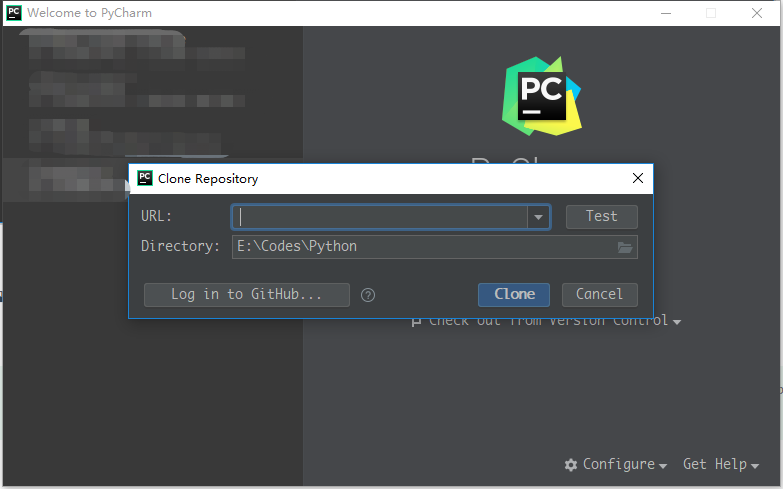 Welcome to PyCharm
PC
PC
Clone Repository
URL:
Test
Directory:
E:\Codes\Python
Log in to GitHub...
?
Clone
Cancel
Check out from Version Control
Configure
Get Help